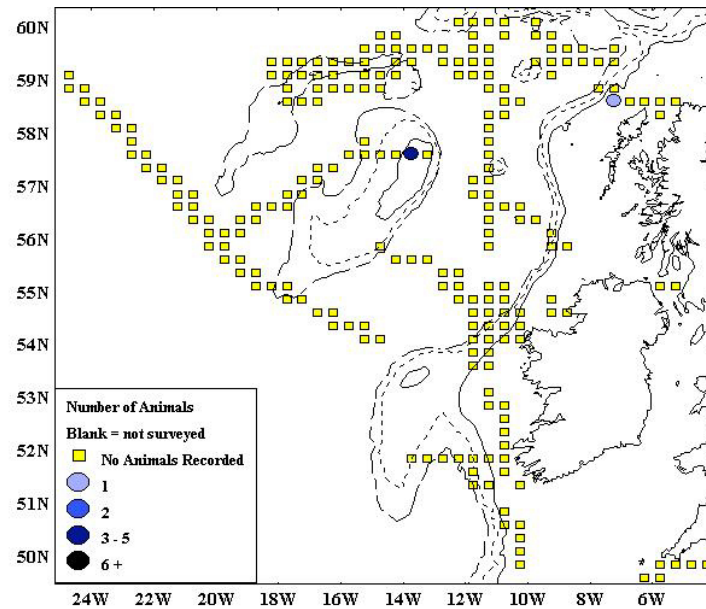 60N
59N
58N
57N
56N
55N
54N
53N
52N
51N
50N
Number of Animals
Blank = not surveyed
No Animals Recorded
1
2
3 - 5
6 +
24W 22W 20W 18W 16W 14W 12W 10W 8W 6W